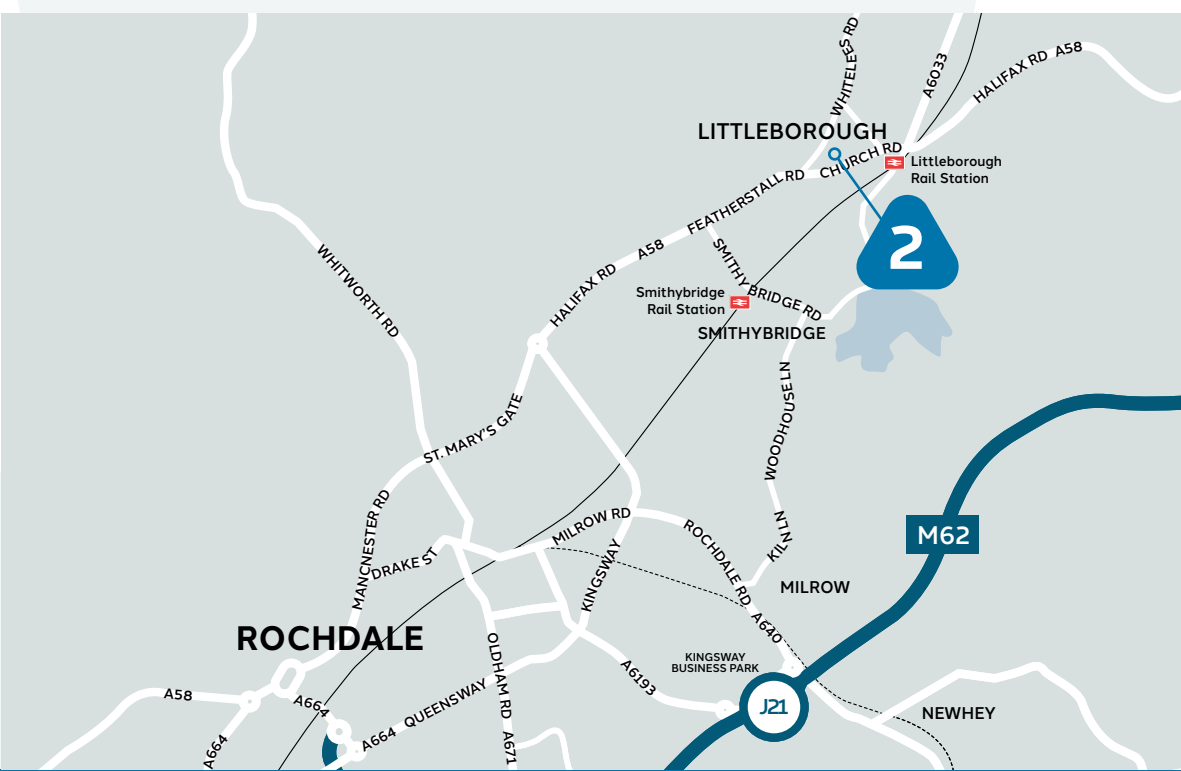 WHITELEES RD
A6033
HALIFAX RD A58
LITTLEBOROUGH
CHURCH RD
Littleborough
Rail Station
FEATHERSTALL RD
2
A58
SMITHY BRIDGE RD
HALIFAX RD
WHITWORTH RD
Smithybridge
Rail Station
SMITHYBRIDGE
WOODHOUSE LN
ST. MARY'S GATE
MANCNESTER RD
MILROW RD
ROCHDALE RD
KIL NLN
M62
DRAKE ST
KINGSWAY
MILROW
A640
ROCHDALE
OLDHAM RD
A6193
KINGSWAY
BUSINESS PARK
A58
A664
QUEENSWAY
J21
NEWHEY
A664
A664
A671